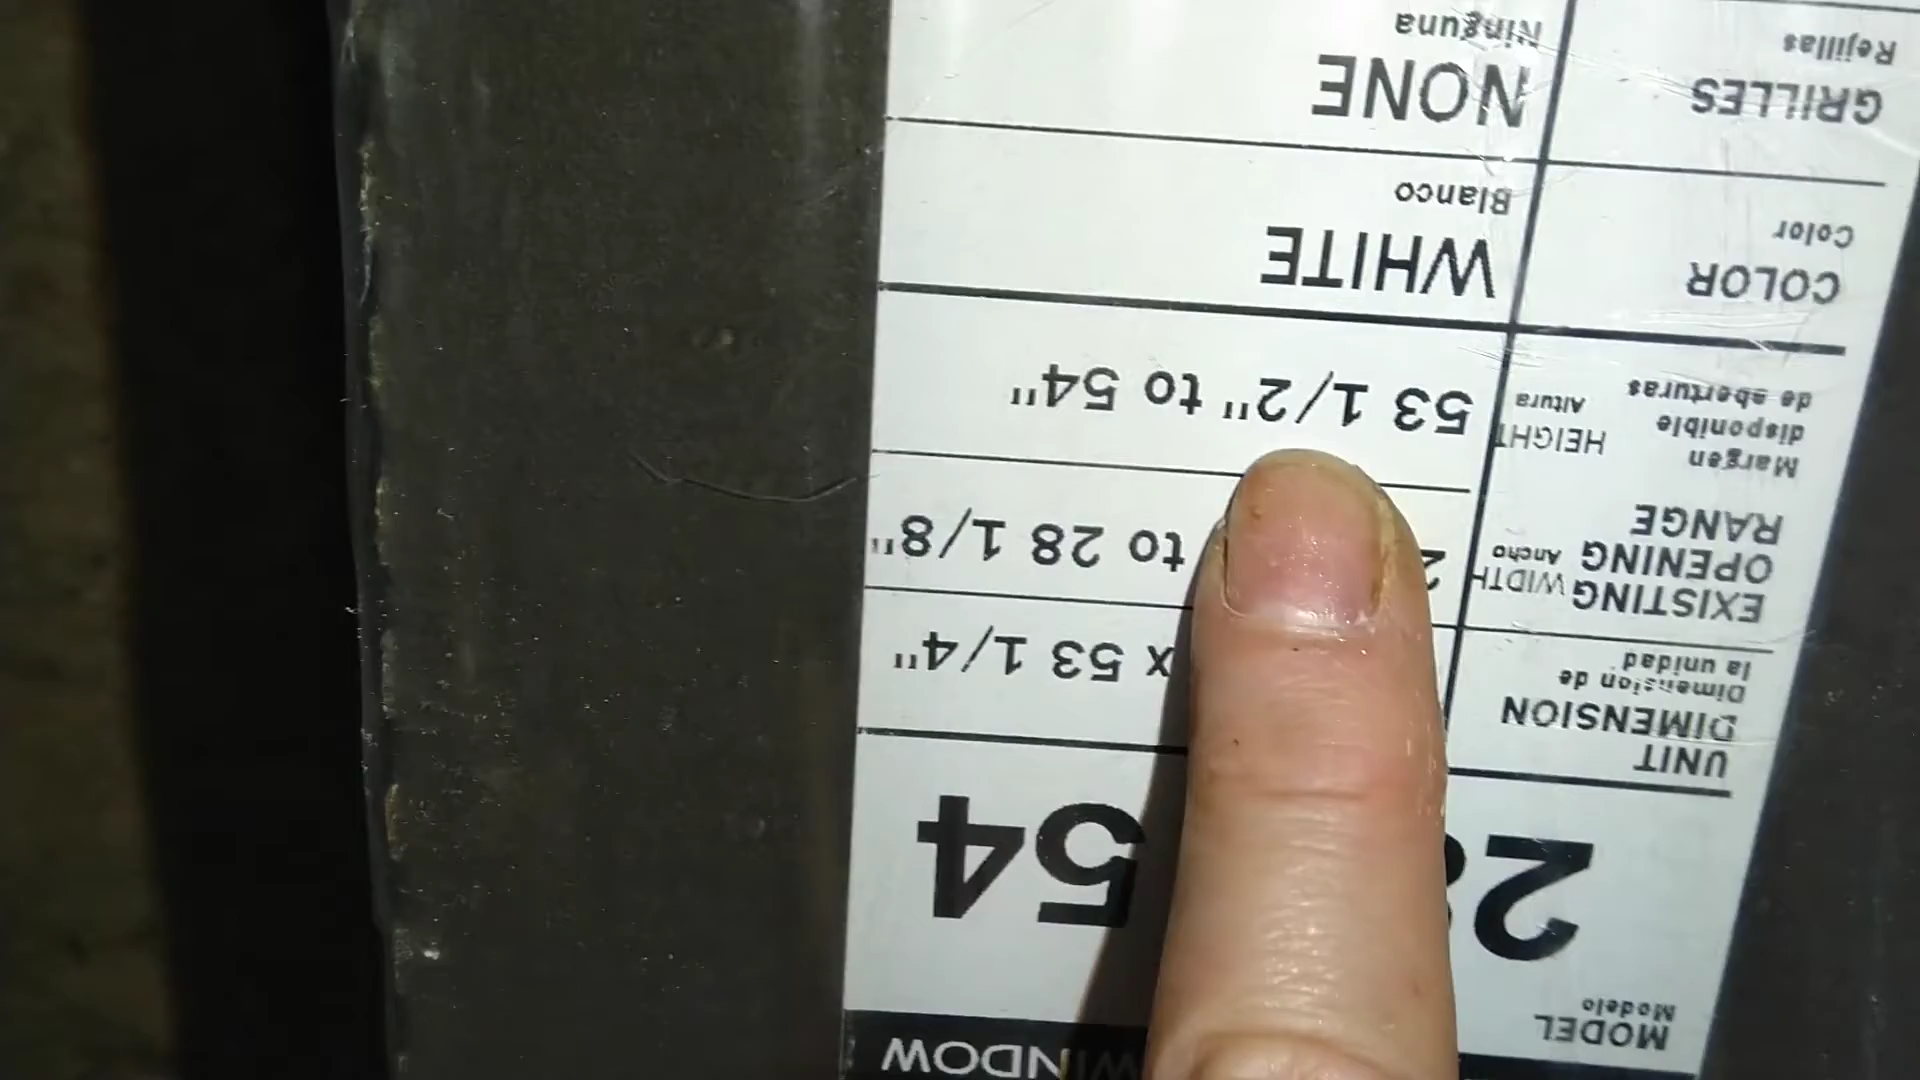 WINDOW
MODEL
Modelo
2
54
UNIT
DIMENSION
Dimensión de
la unidad
x 53 1/4"
EXISTING
OPENING
RANGE
Margen
disponible
de aberturas
WIDTH
Ancho
to 28 1/8"
HEIGHT
Altura
53 1/2" to 54"
COLOR
Color
WHITE
Blanco
GRILLES
Rejillas
NONE
Ninguna